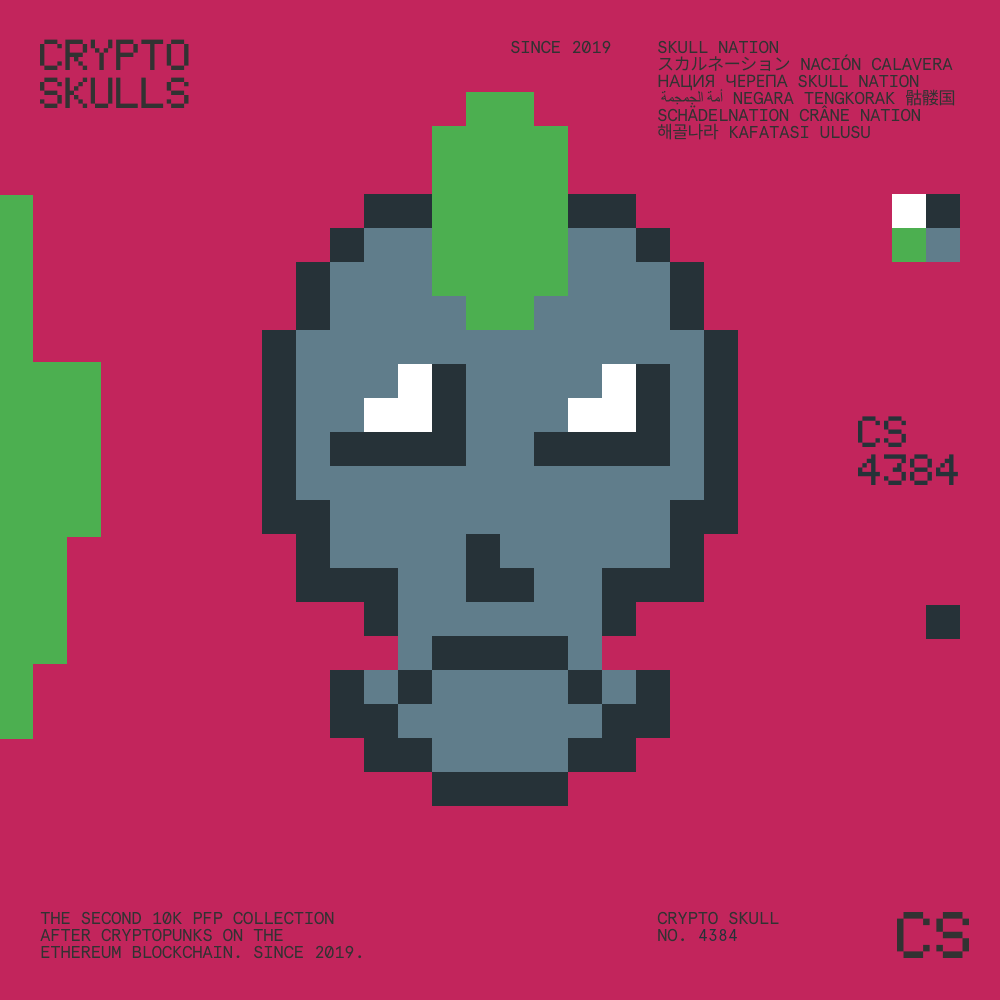 CRYPTO
SKULLS
SINCE 2019
SKULL NATION
スカルネーション NACIÓN CALAVERA
НАЦИЯ ЧЕРЕПА SKULL NATION
أمة الجمجمة NEGARA TENGKORAK 骷髅国
SCHÄDELNATION CRÂNE NATION
해골나라 KAFATASI ULUSU
CS
4384
THE SECOND 10K PFP COLLECTION
AFTER CRYPTOPUNKS ON THE
ETHEREUM BLOCKCHAIN. SINCE 2019.
CRYPTO SKULL
NO. 4384
CS